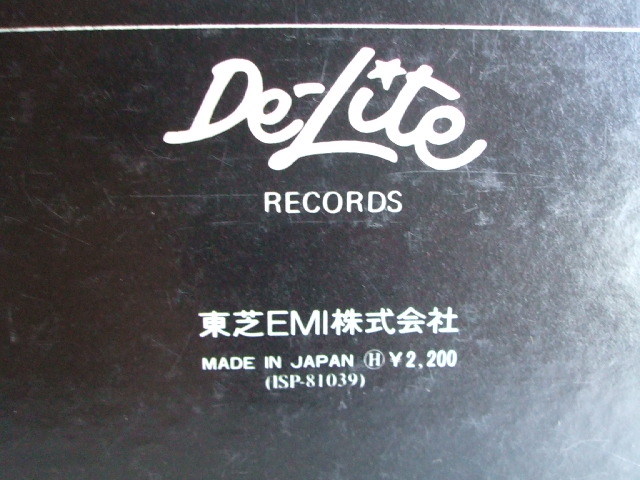 De-Lite
RECORDS
東芝EMI株式会社
MADE IN JAPAN Ⓗ ¥2,200
(ISP-81039)